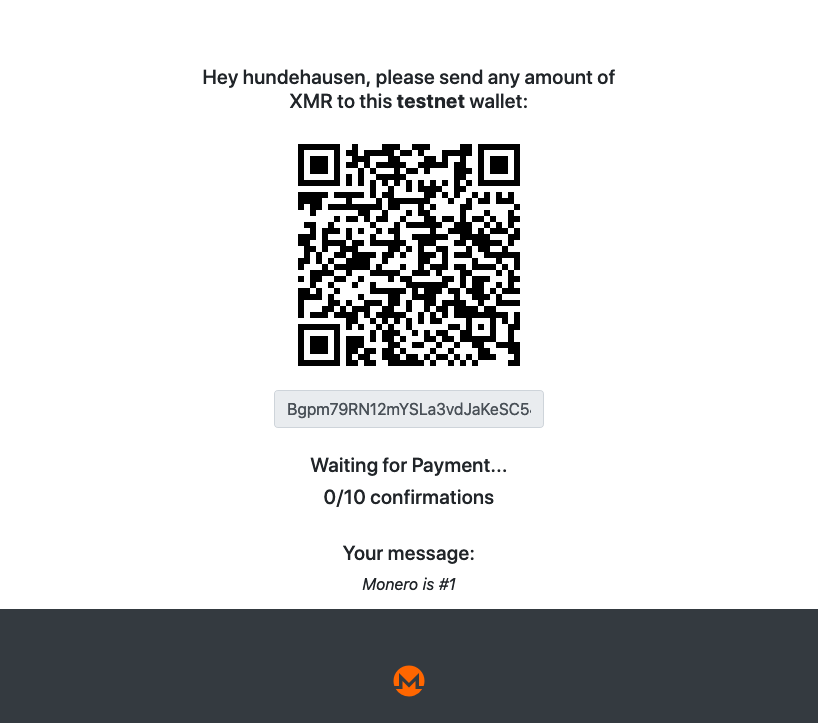 Hey hundehausen, please send any amount of
XMR to this testnet wallet:
Bgpm79RN12mYSLa3vdJaKeSC5
Waiting for Payment...
0/10 confirmations
Your message:
Monero is #1